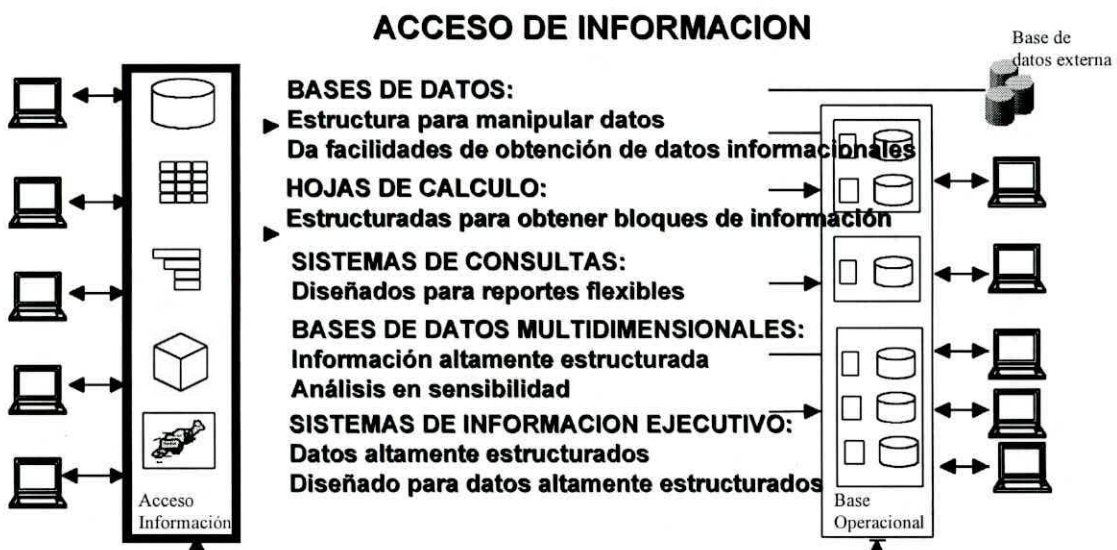 ACCESO DE INFORMACION
Base de
datos externa
BASES DE DATOS:
Estructura para manipular datos
Da facilidades de obtención de datos informacionales
HOJAS DE CALCULO:
Estructuradas para obtener bloques de información
SISTEMAS DE CONSULTAS:
Diseñados para reportes flexibles
BASES DE DATOS MULTIDIMENSIONALES:
Información altamente estructurada
Análisis en sensibilidad
SISTEMAS DE INFORMACION EJECUTIVO:
Datos altamente estructurados
Diseñado para datos altamente estructurados
Acceso
Información
Base
Operacional